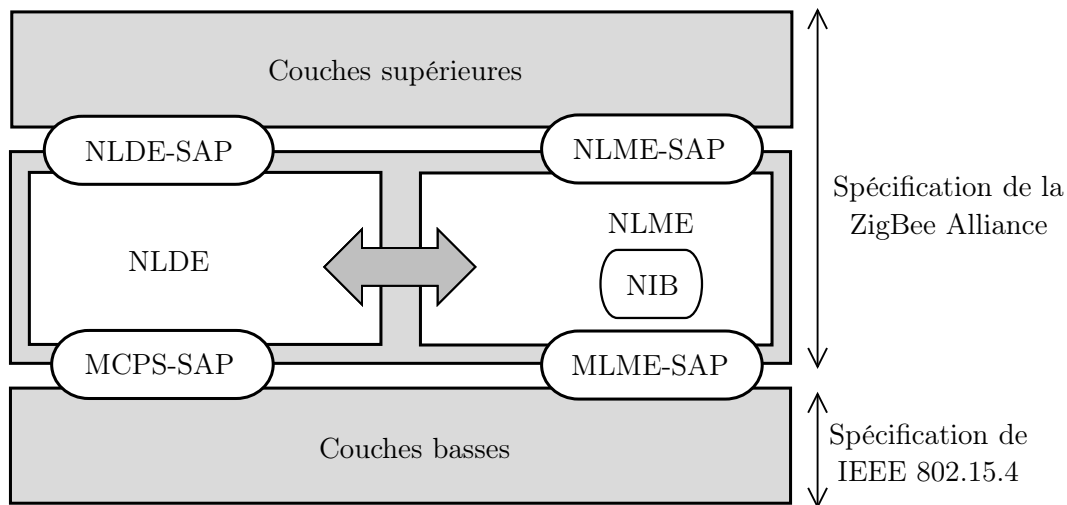 Couches supérieures
NLDE-SAP
NLME-SAP
Spécification de la
ZigBee Alliance
NLDE
NLME
NIB
MCPS-SAP
MLME-SAP
Couches basses
Spécification de
IEEE 802.15.4